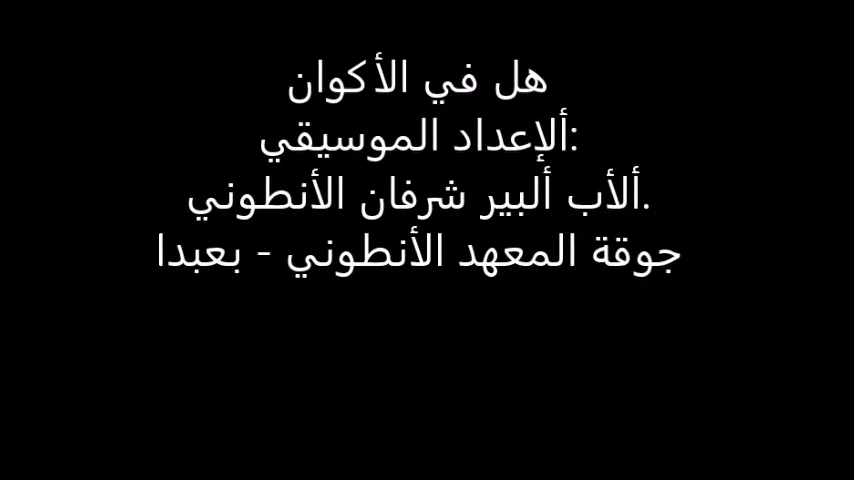 هل في الأكوان
ألإعداد الموسيقي:
ألأب ألبير شرفان الأنطوني.
جوقة المعهد الأنطوني - بعبدا